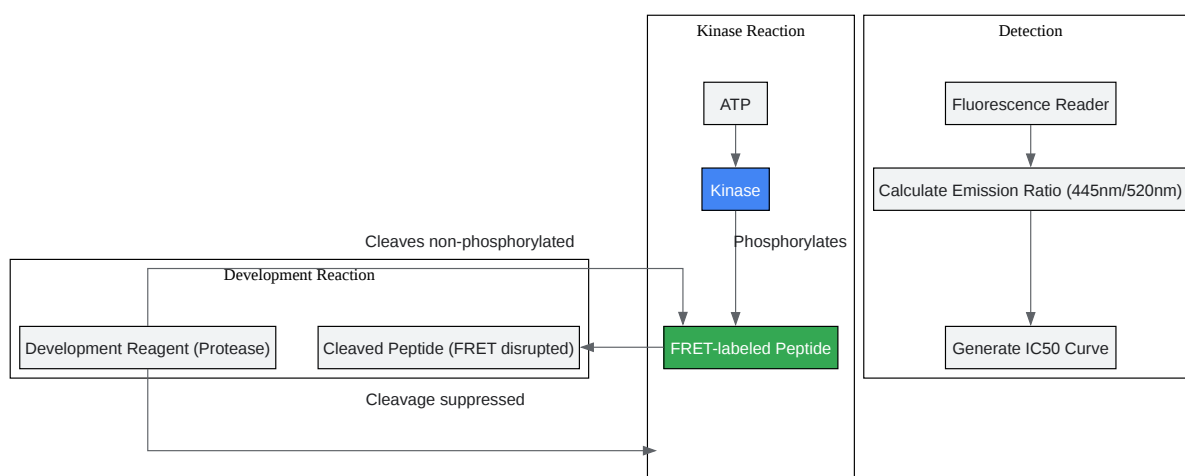 Kinase Reaction
Detection
ATP
Fluorescence Reader
Kinase
Calculate Emission Ratio (445nm/520nm)
Cleaves non-phosphorylated
Phosphorylates
Development Reaction
Development Reagent (Protease)
Cleaved Peptide (FRET disrupted)
FRET-labeled Peptide
Generate IC50 Curve
Cleavage suppressed